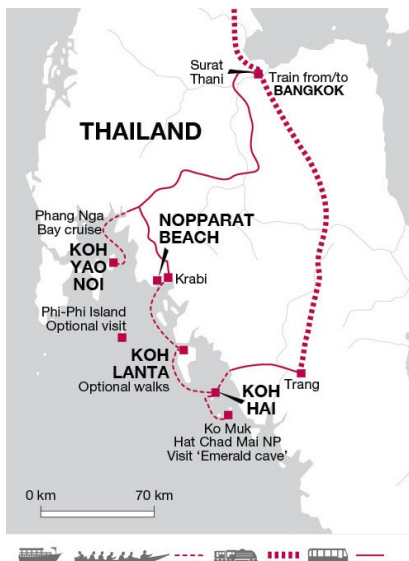 Surat
Thani
Train from/to
BANGKOK
THAILAND
Phang Nga
Bay cruise
NOPPARAT
BEACH
KOH
YAO
NOI
Krabi
Phi-Phi Island
Optional visit
KOH
LANTA
Optional walks
Trang
KOH
HAI
Ko Muk
Hat Chad Mai NP
Visit ‘Emerald cave’
0 km
70 km